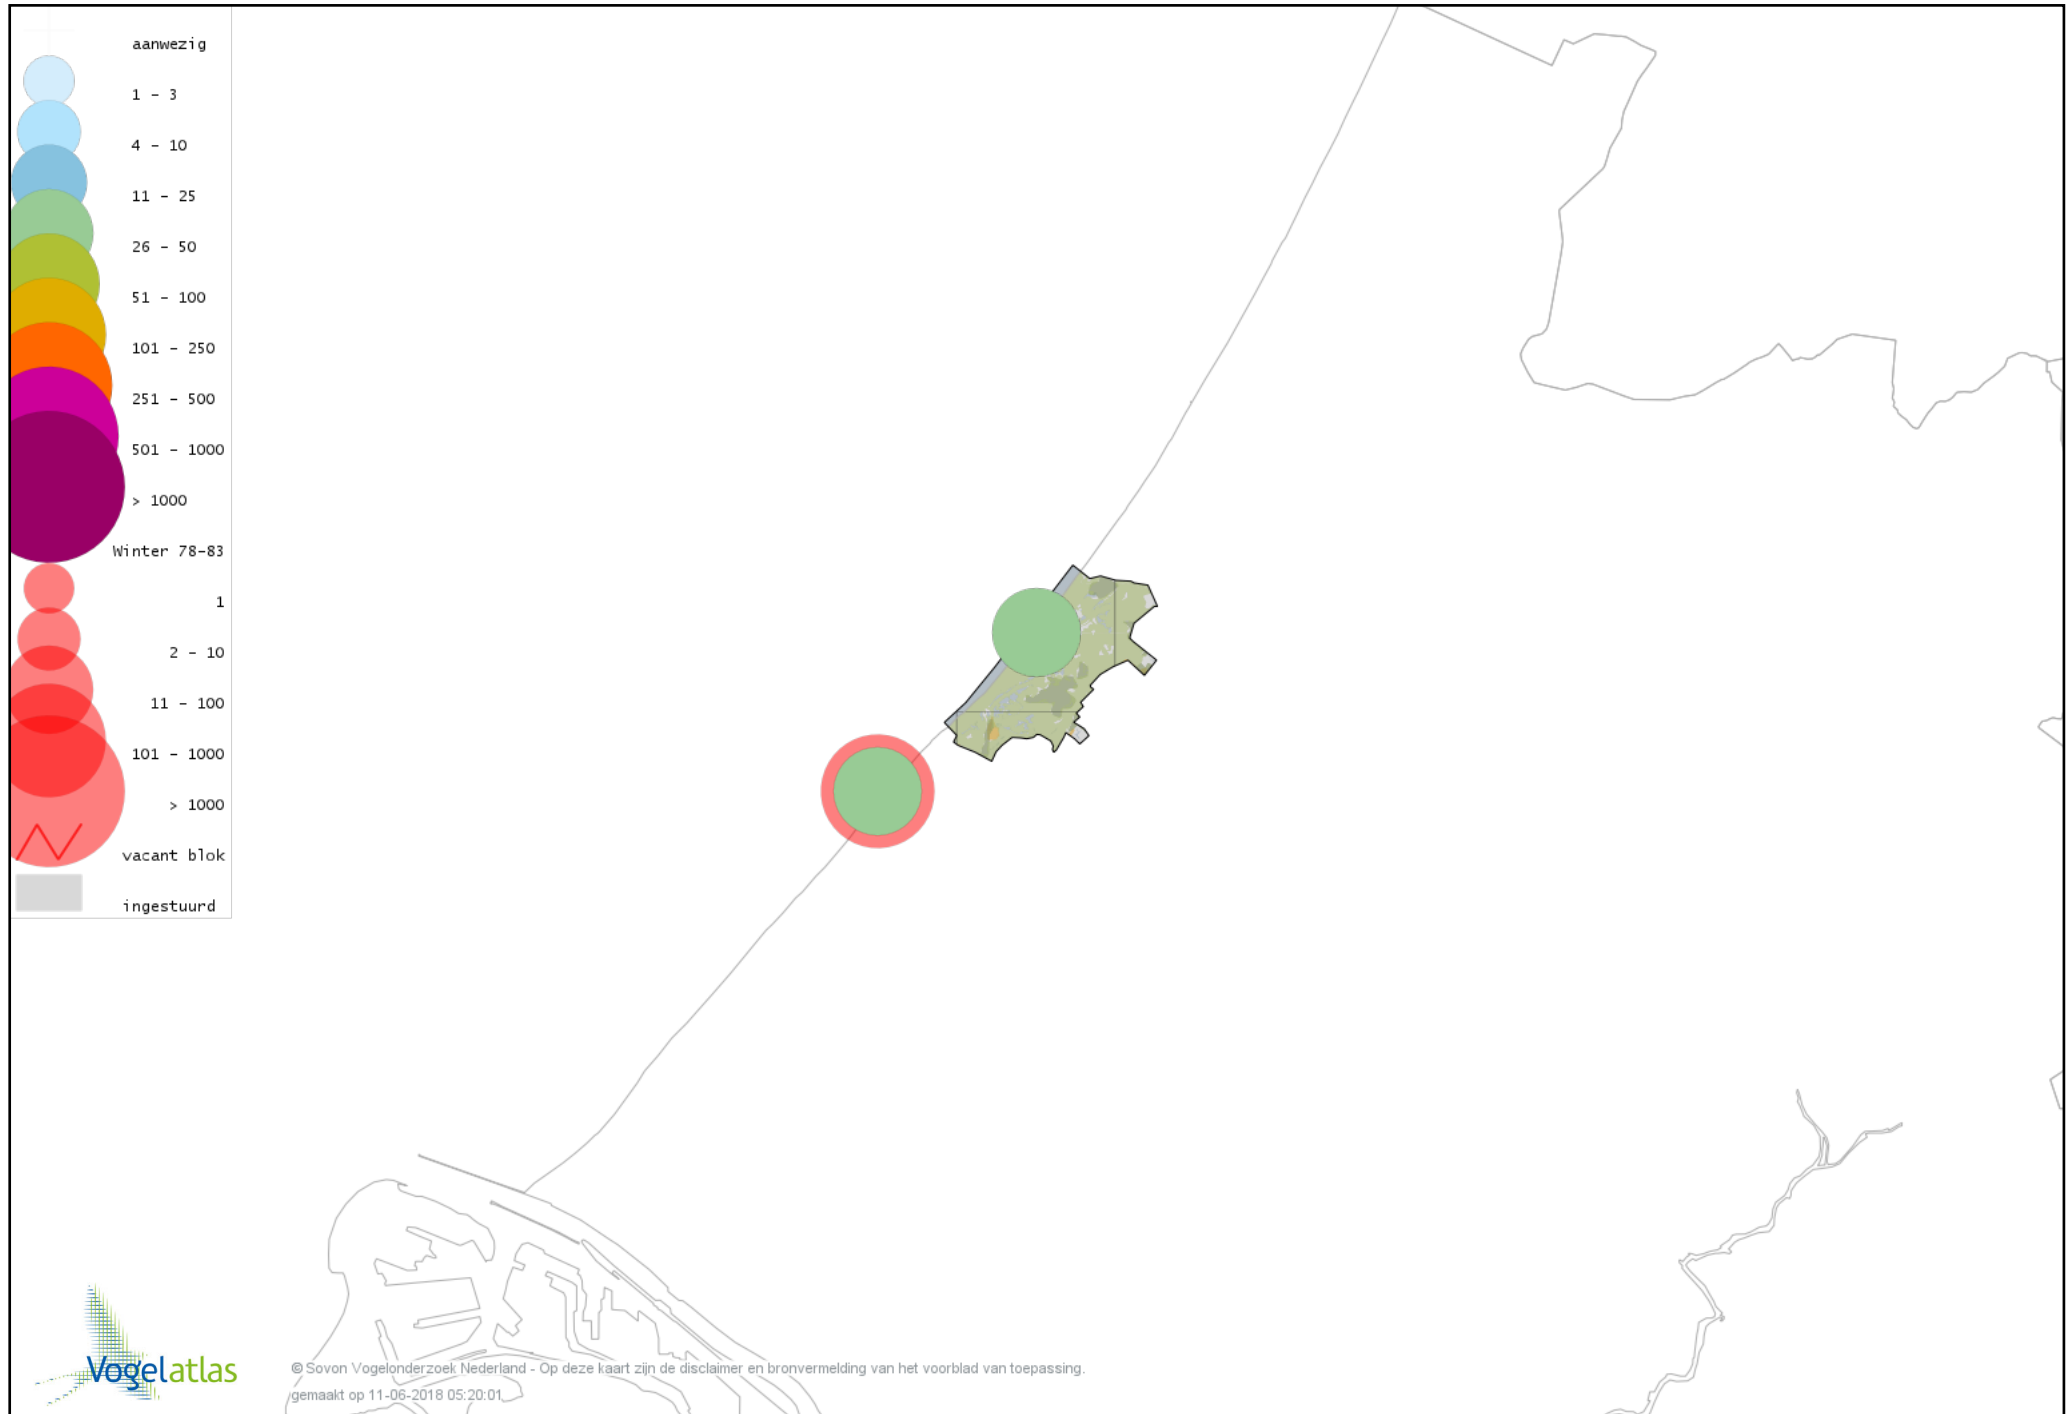 aanwezig
1 - 3
4 - 10
11 - 25
26 - 50
51 - 100
101 - 250
251 - 500
501 - 1000
> 1000
Winter 78-83
1
2 - 10
11 - 100
101 - 1000
> 1000
vacant blok
ingestuurd
Vogelatlas
© Sovon Vogelonderzoek Nederland - Op deze kaart zijn de disclaimer en bronvermelding van het voorblad van toepassing.
gemaakt op 11-06-2018 05:20:01